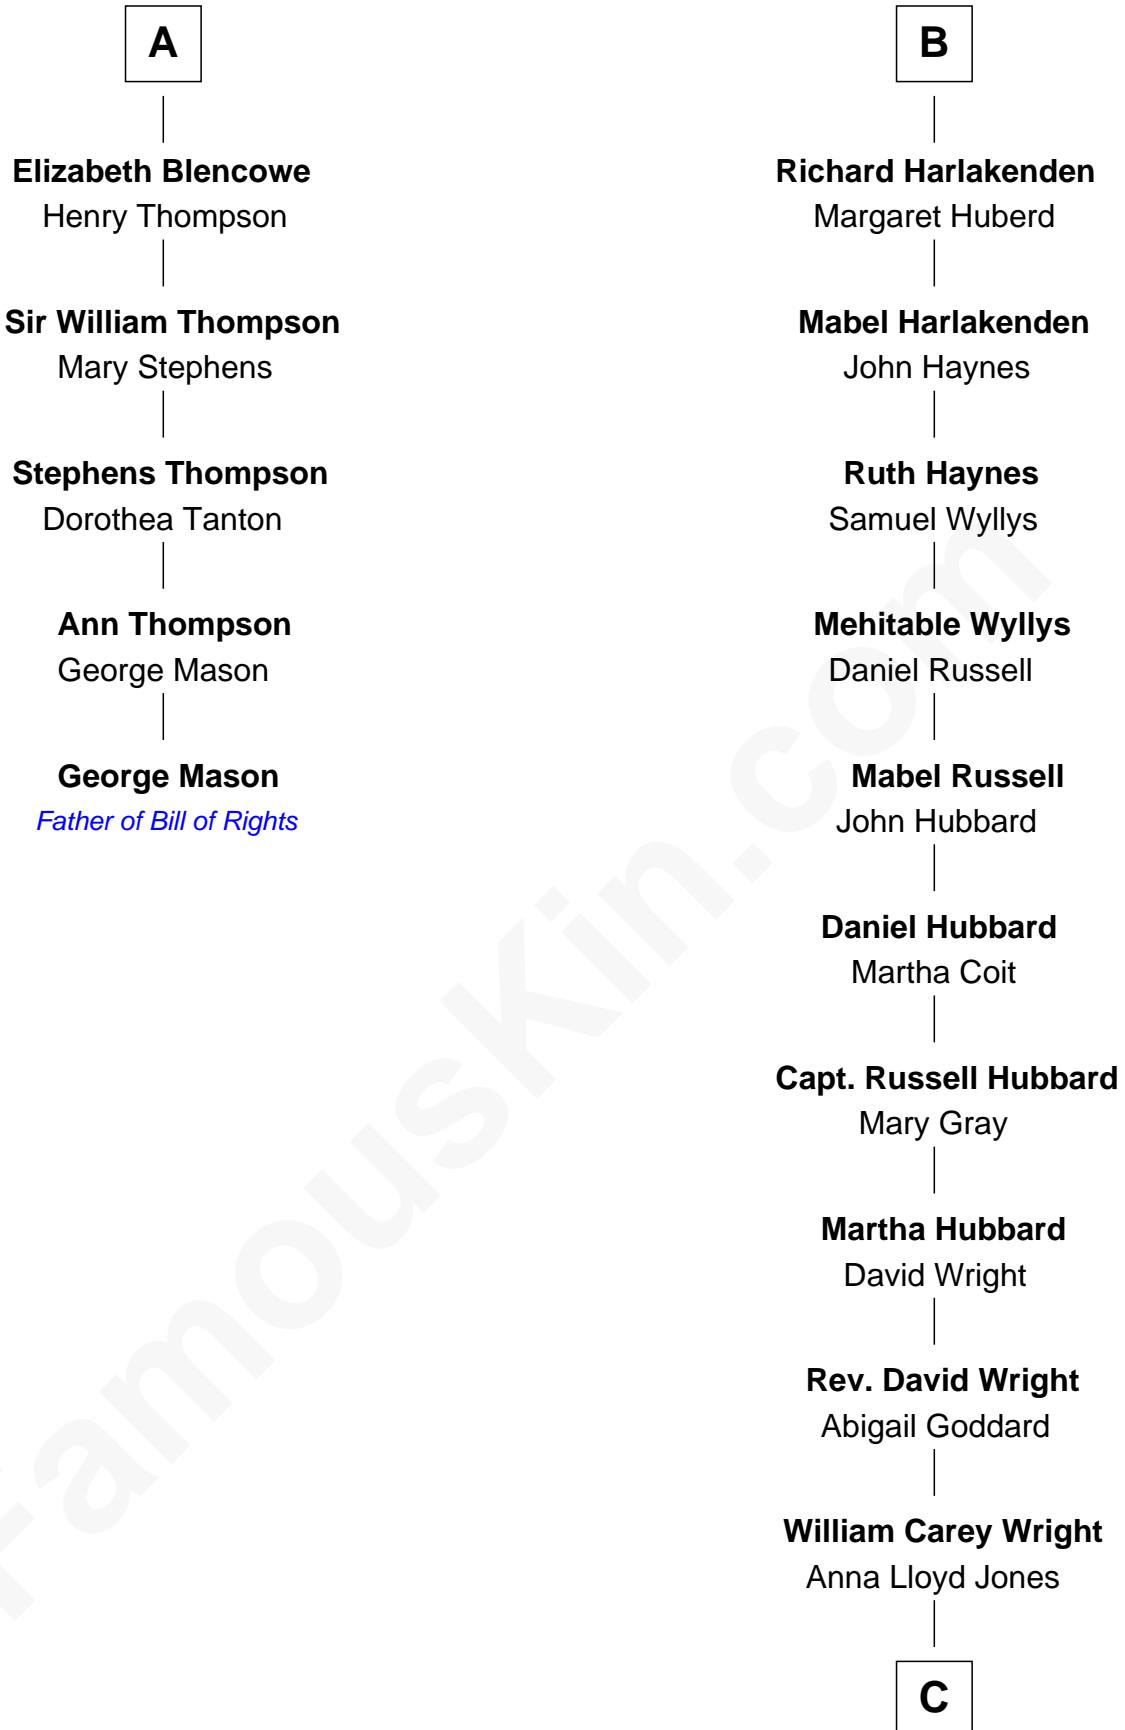 A
Elizabeth Blencowe
Henry Thompson
Sir William Thompson
Mary Stephens
Stephens Thompson
Dorothea Tanton
Ann Thompson
George Mason
George Mason
Father of Bill of Rights
B
Richard Harlakenden
Margaret Huberd
Mabel Harlakenden
John Haynes
Ruth Haynes
Samuel Wyllys
Mehitable Wyllys
Daniel Russell
Mabel Russell
John Hubbard
Daniel Hubbard
Martha Coit
Capt. Russell Hubbard
Mary Gray
Martha Hubbard
David Wright
Rev. David Wright
Abigail Goddard
William Carey Wright
Anna Lloyd Jones
C
FamousKin.com